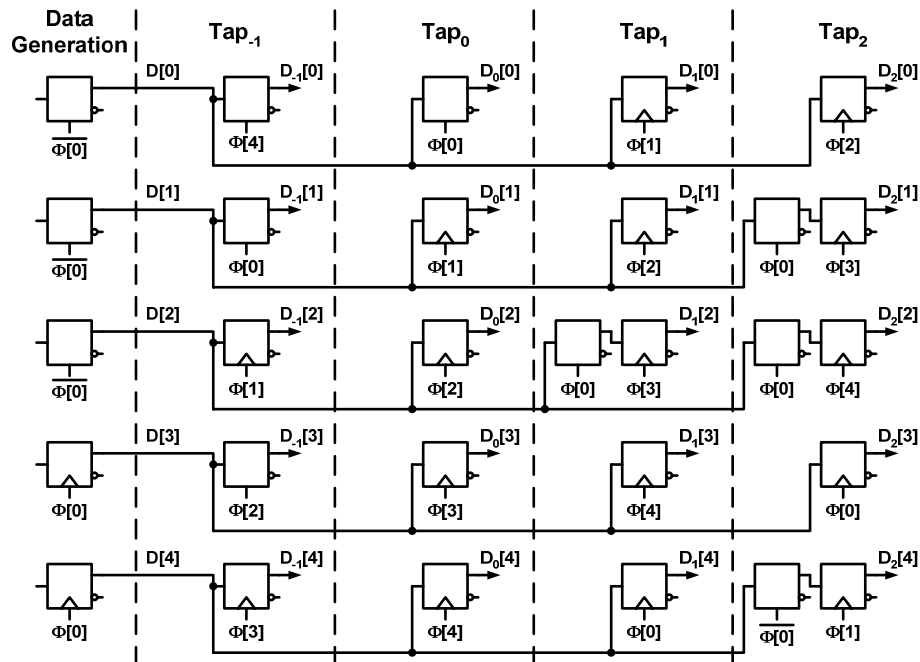 Data Generation Tap₋₁ Tap₀ Tap₁ Tap₂
D[0] D₋₁[0] D₀[0] D₁[0] D₂[0]
Φ̅[̅0̅]̅ Φ[4] Φ[0] Φ[1] Φ[2]
D[1] D₋₁[1] D₀[1] D₁[1] D₂[1]
Φ̅[̅0̅]̅ Φ[0] Φ[1] Φ[2] Φ[0] Φ[3]
D[2] D₋₁[2] D₀[2] D₁[2] D₂[2]
Φ̅[̅0̅]̅ Φ[1] Φ[2] Φ[0] Φ[3] Φ[0] Φ[4]
D[3] D₋₁[3] D₀[3] D₁[3] D₂[3]
Φ[0] Φ[2] Φ[3] Φ[4] Φ[0]
D[4] D₋₁[4] D₀[4] D₁[4] D₂[4]
Φ[0] Φ[3] Φ[4] Φ[0] Φ̅[̅0̅]̅ Φ[1]